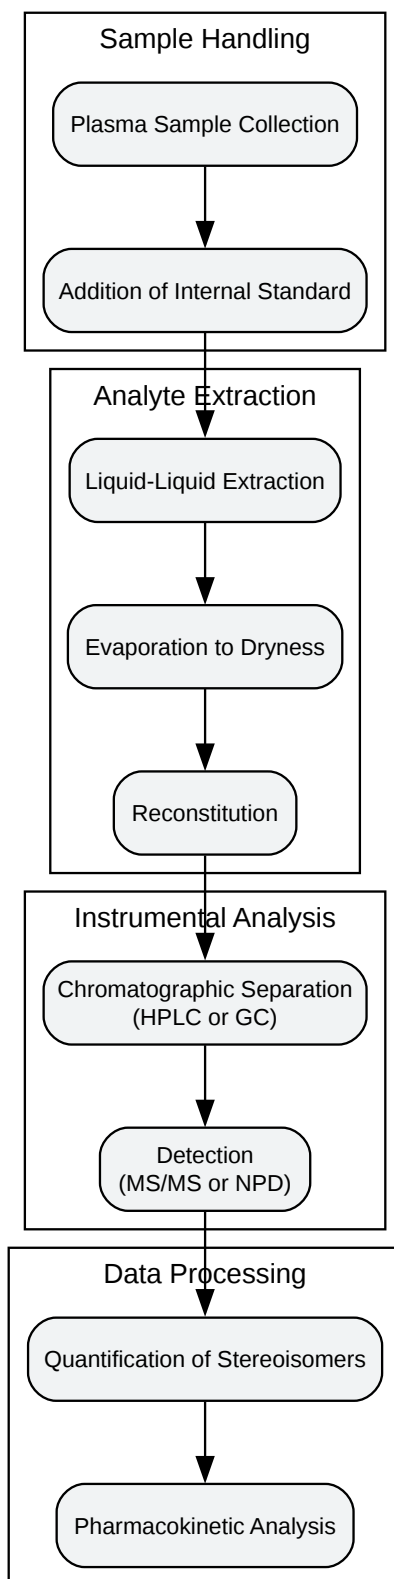 Sample Handling
Plasma Sample Collection
Addition of Internal Standard
Analyte Extraction
Liquid-Liquid Extraction
Evaporation to Dryness
Reconstitution
Instrumental Analysis
Chromatographic Separation
(HPLC or GC)
Detection
(MS/MS or NPD)
Data Processing
Quantification of Stereoisomers
Pharmacokinetic Analysis